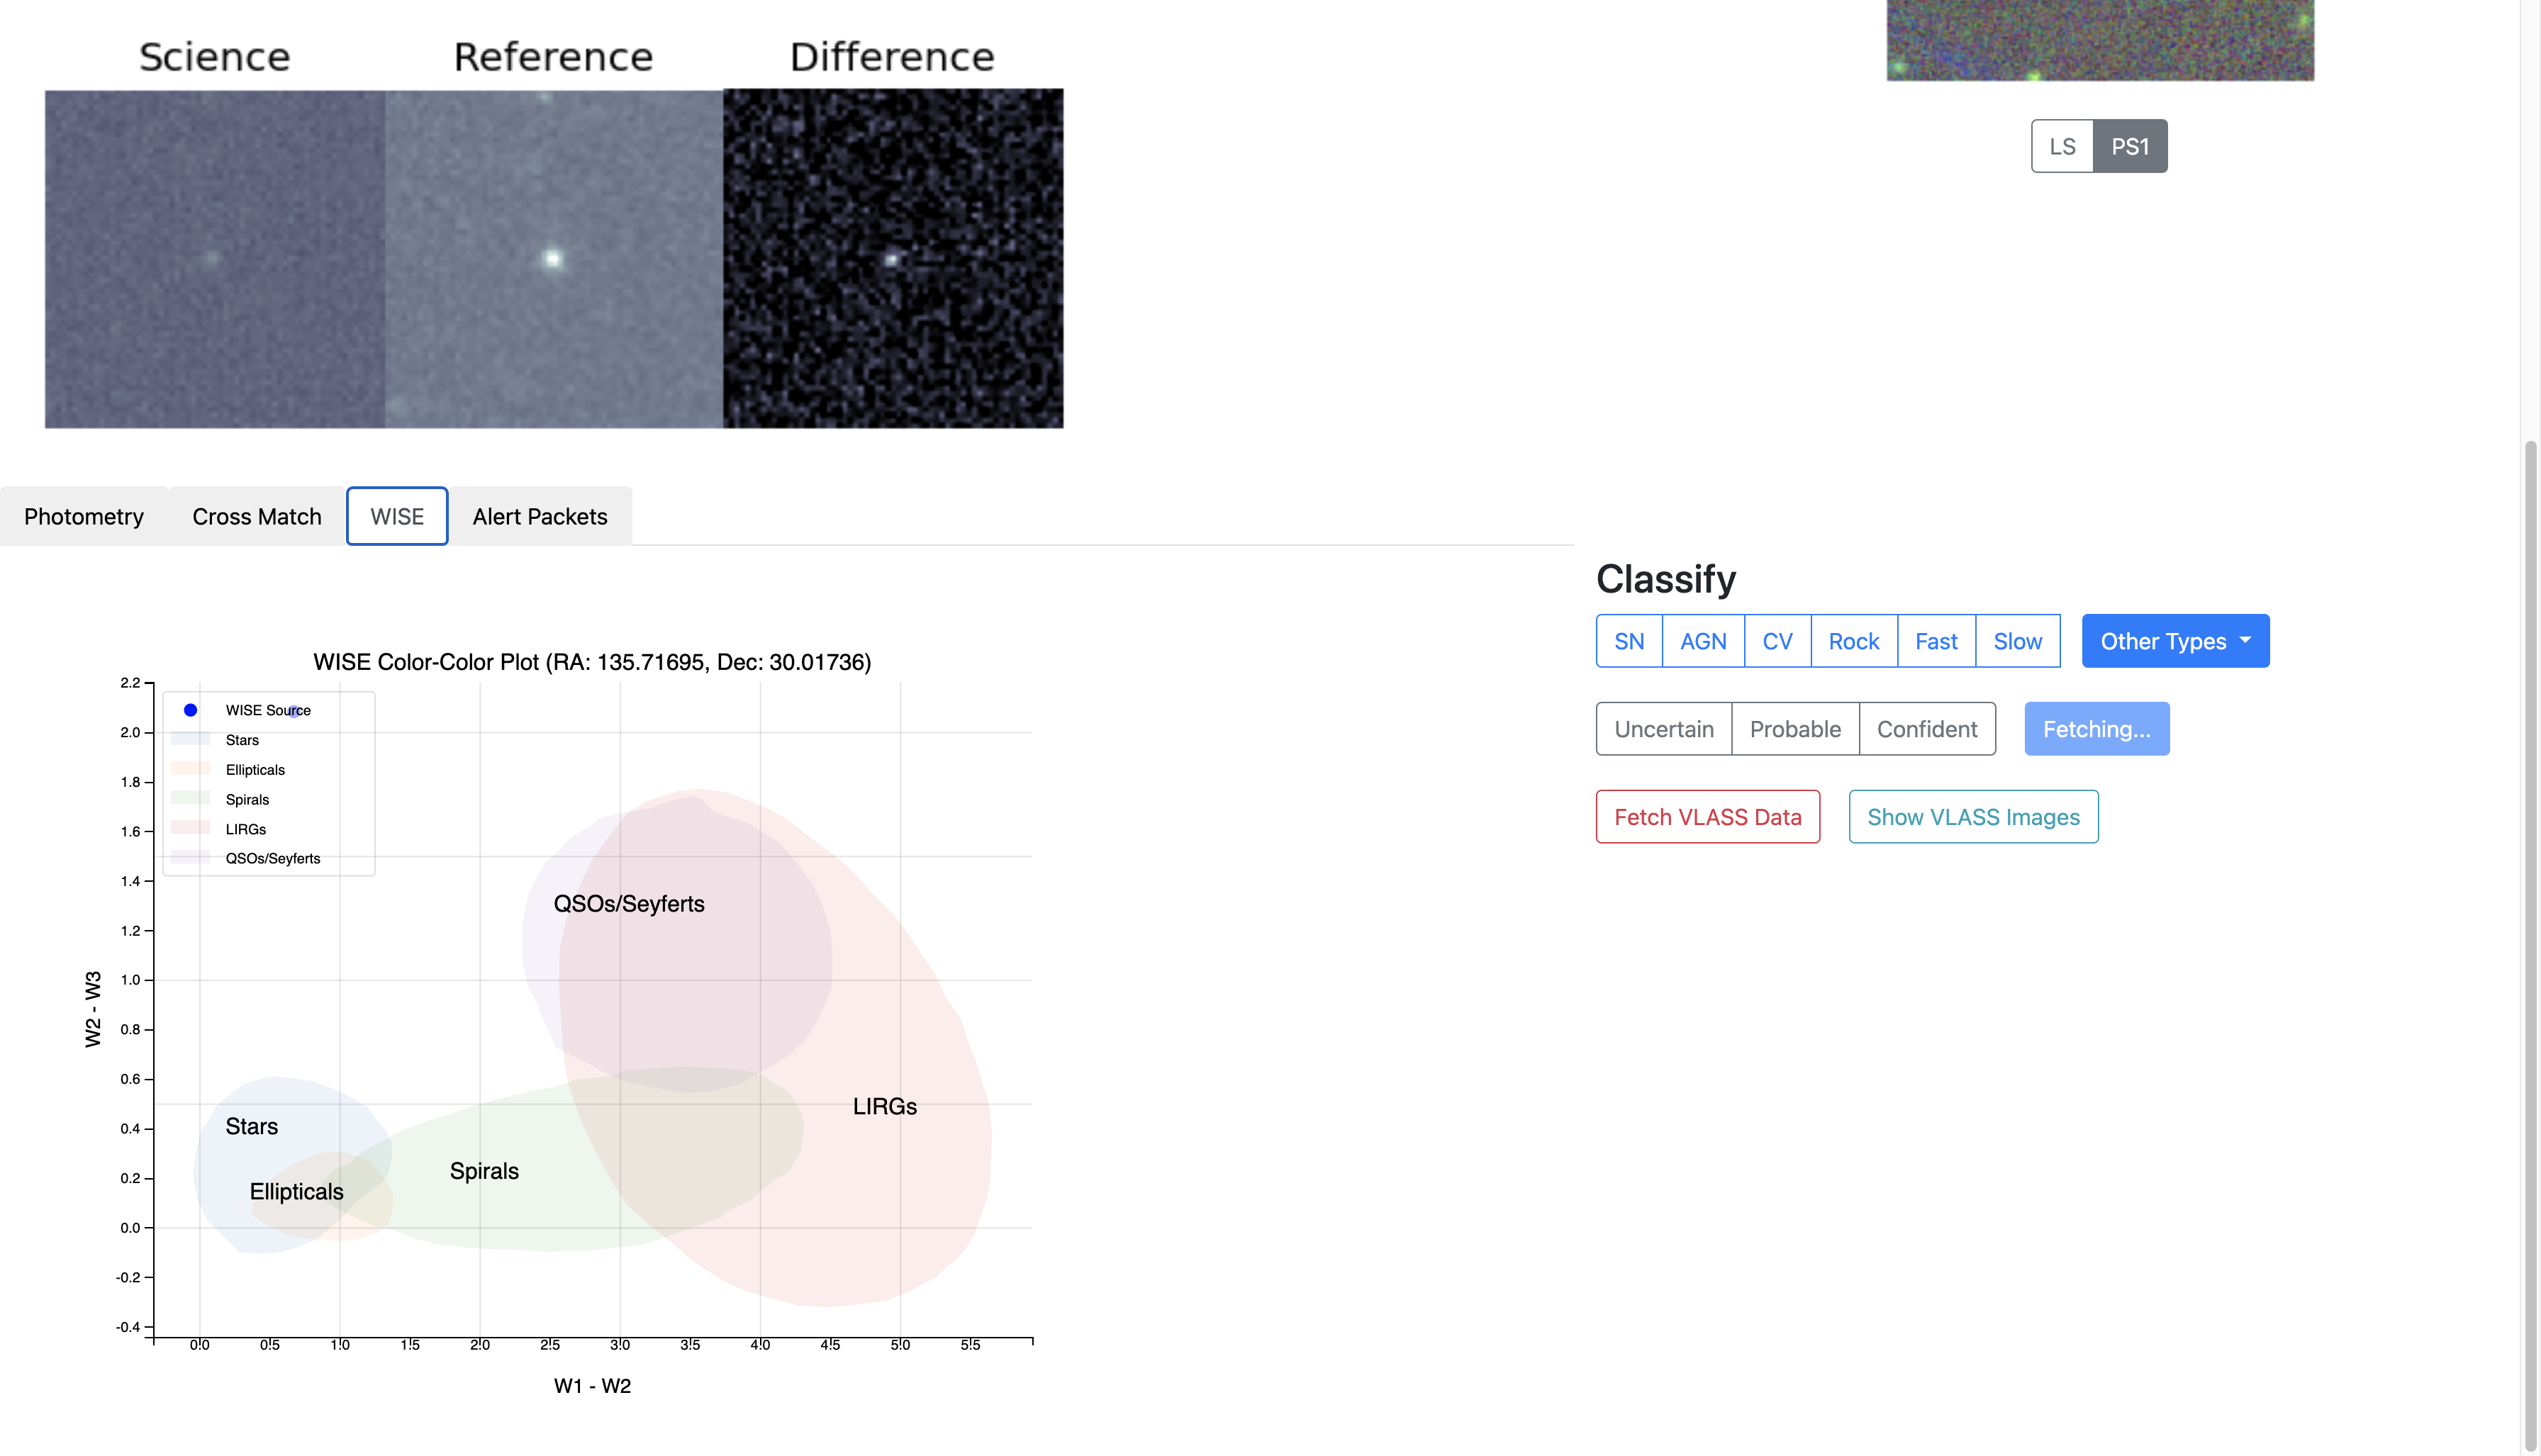 Science Reference Difference
LS PS1
Photometry Cross Match WISE Alert Packets
Classify
SN AGN CV Rock Fast Slow Other Types
Uncertain Probable Confident Fetching...
Fetch VLASS Data Show VLASS Images
WISE Color-Color Plot (RA: 135.71695, Dec: 30.01736)
WISE Source
Stars
Ellipticals
Spirals
LIRGs
QSOs/Seyferts
2.2
2.0
1.8
1.6
1.4
1.2
1.0
0.8
0.6
0.4
0.2
0.0
-0.2
-0.4
W2 - W3
QSOs/Seyferts
LIRGs
Stars
Spirals
Ellipticals
0.0 0.5 1.0 1.5 2.0 2.5 3.0 3.5 4.0 4.5 5.0 5.5
W1 - W2